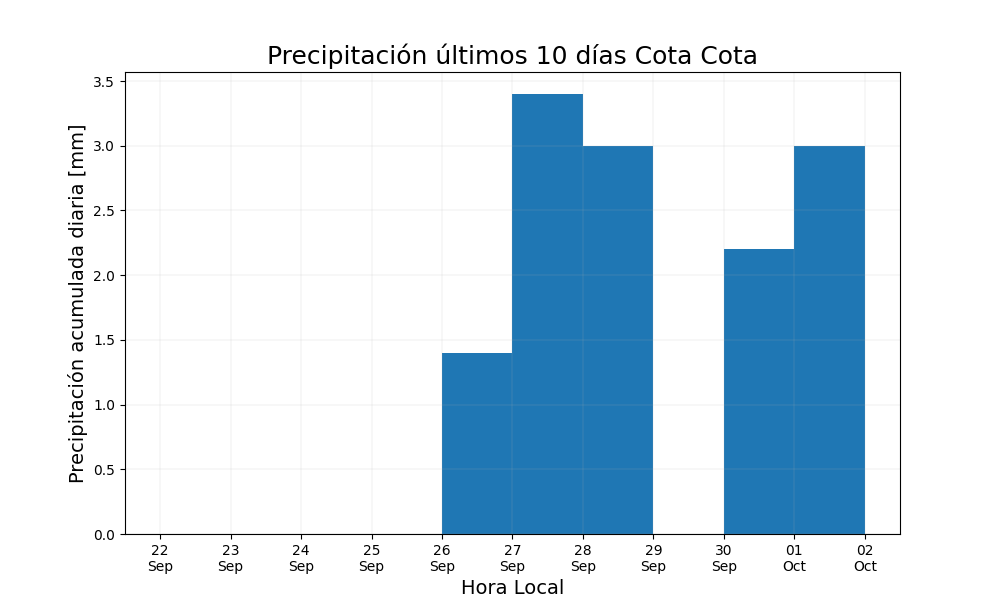 Precipitación últimos 10 días Cota Cota
Precipitación acumulada diaria [mm]
3.5
3.0
2.5
2.0
1.5
1.0
0.5
0.0
22 23 24 25 26 27 28 29 30 01 02
Sep Sep Sep Sep Sep Sep Sep Sep Sep Oct Oct
Hora Local